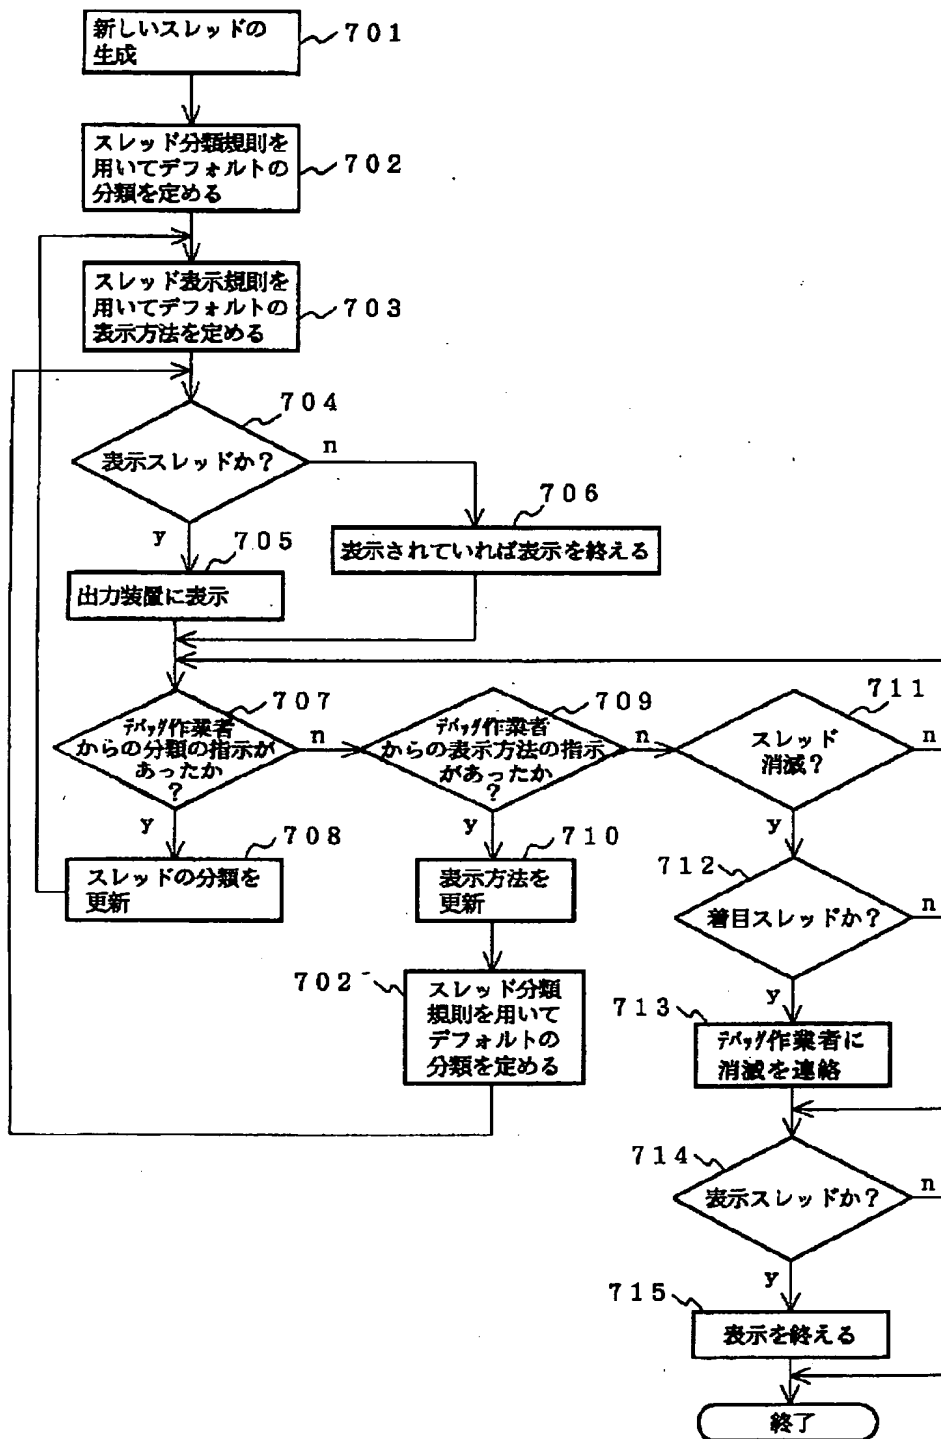 新しいスレッドの
生成
701
スレッド分類規則を
用いてデフォルトの
分類を定める
702
スレッド表示規則を
用いてデフォルトの
表示方法を定める
703
704
表示スレッドか?
n
y
705
706
表示されていれば表示を終える
出力装置に表示
707
デバッグ作業者
からの分類の指示が
あったか
?
n
y
709
デバッグ作業者
からの表示方法の指示
があったか
?
n
y
711
スレッド
消滅?
n
y
708
スレッドの分類を
更新
710
表示方法を
更新
712
着目スレッドか?
n
y
702
スレッド分類
規則を用いて
デフォルトの
分類を定める
713
デバッグ作業者に
消滅を連絡
714
表示スレッドか?
n
y
715
表示を終える
終了